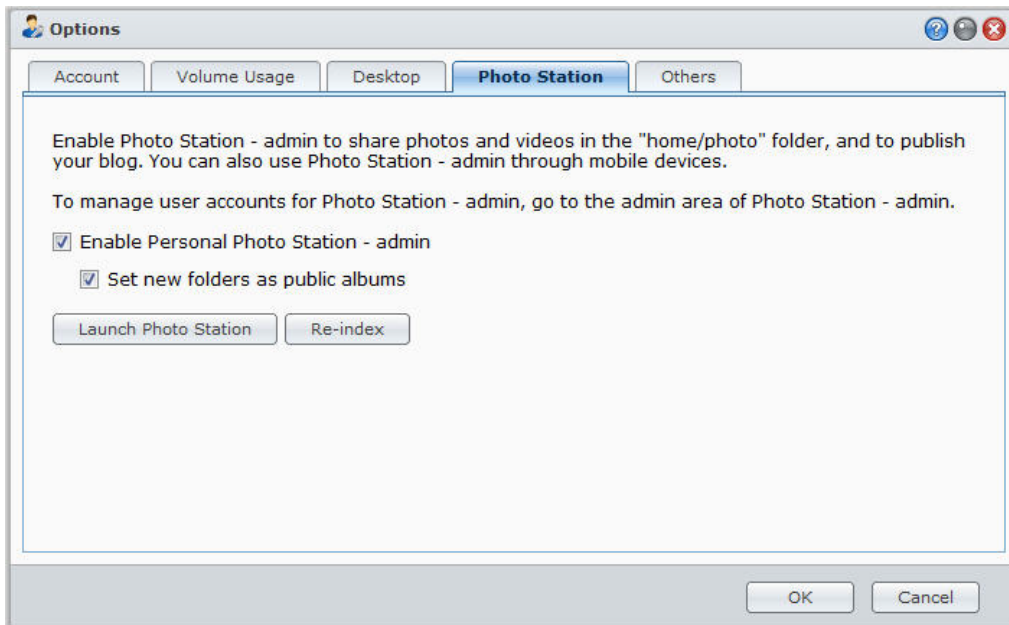 Options
Account
Volume Usage
Desktop
Photo Station
Others
Enable Photo Station - admin to share photos and videos in the "home/photo" folder, and to publish
your blog. You can also use Photo Station - admin through mobile devices.
To manage user accounts for Photo Station - admin, go to the admin area of Photo Station - admin.
Enable Personal Photo Station - admin
Set new folders as public albums
Launch Photo Station
Re-index
OK
Cancel